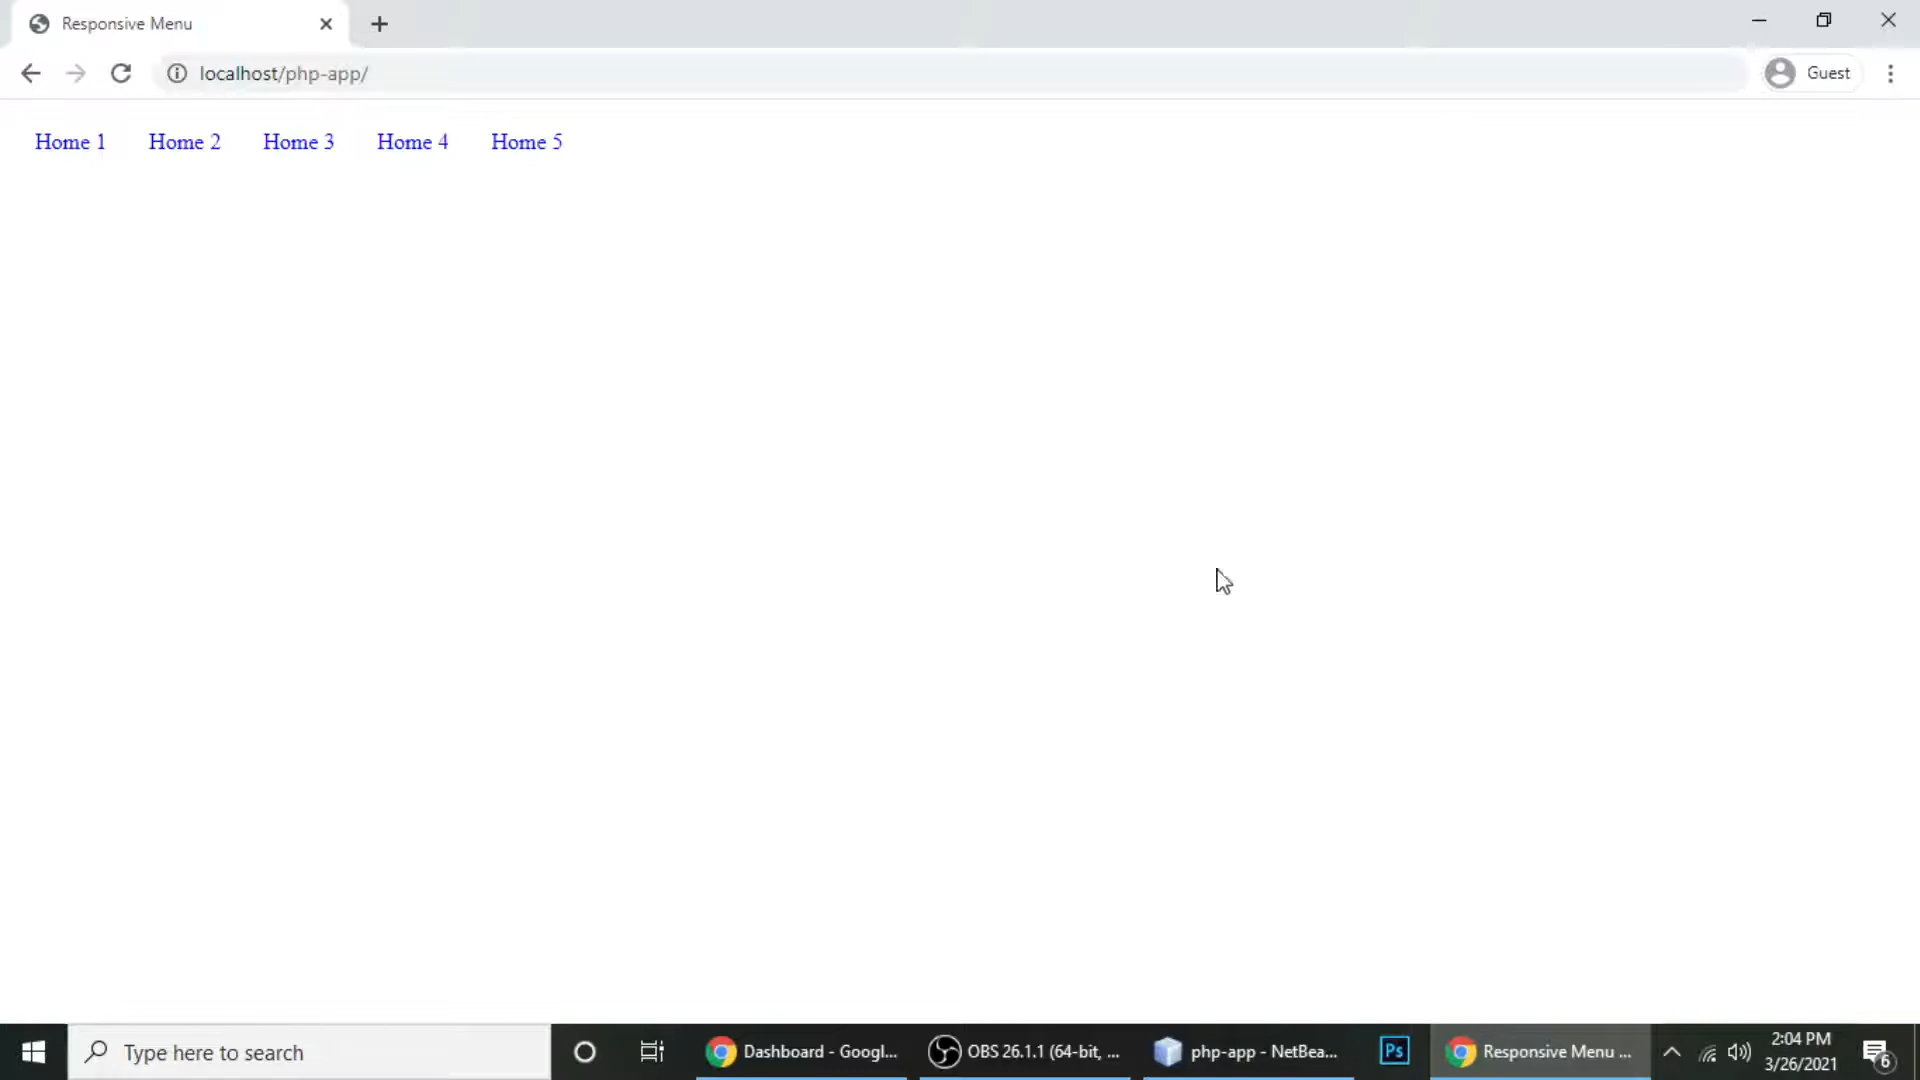 Responsive Menu
localhost/php-app/
Guest
Home 1 Home 2 Home 3 Home 4 Home 5
Type here to search
Dashboard - Googl...
OBS 26.1.1 (64-bit, ...
php-app - NetBea...
Ps
Responsive Menu ...
2:04 PM
3/26/2021
6